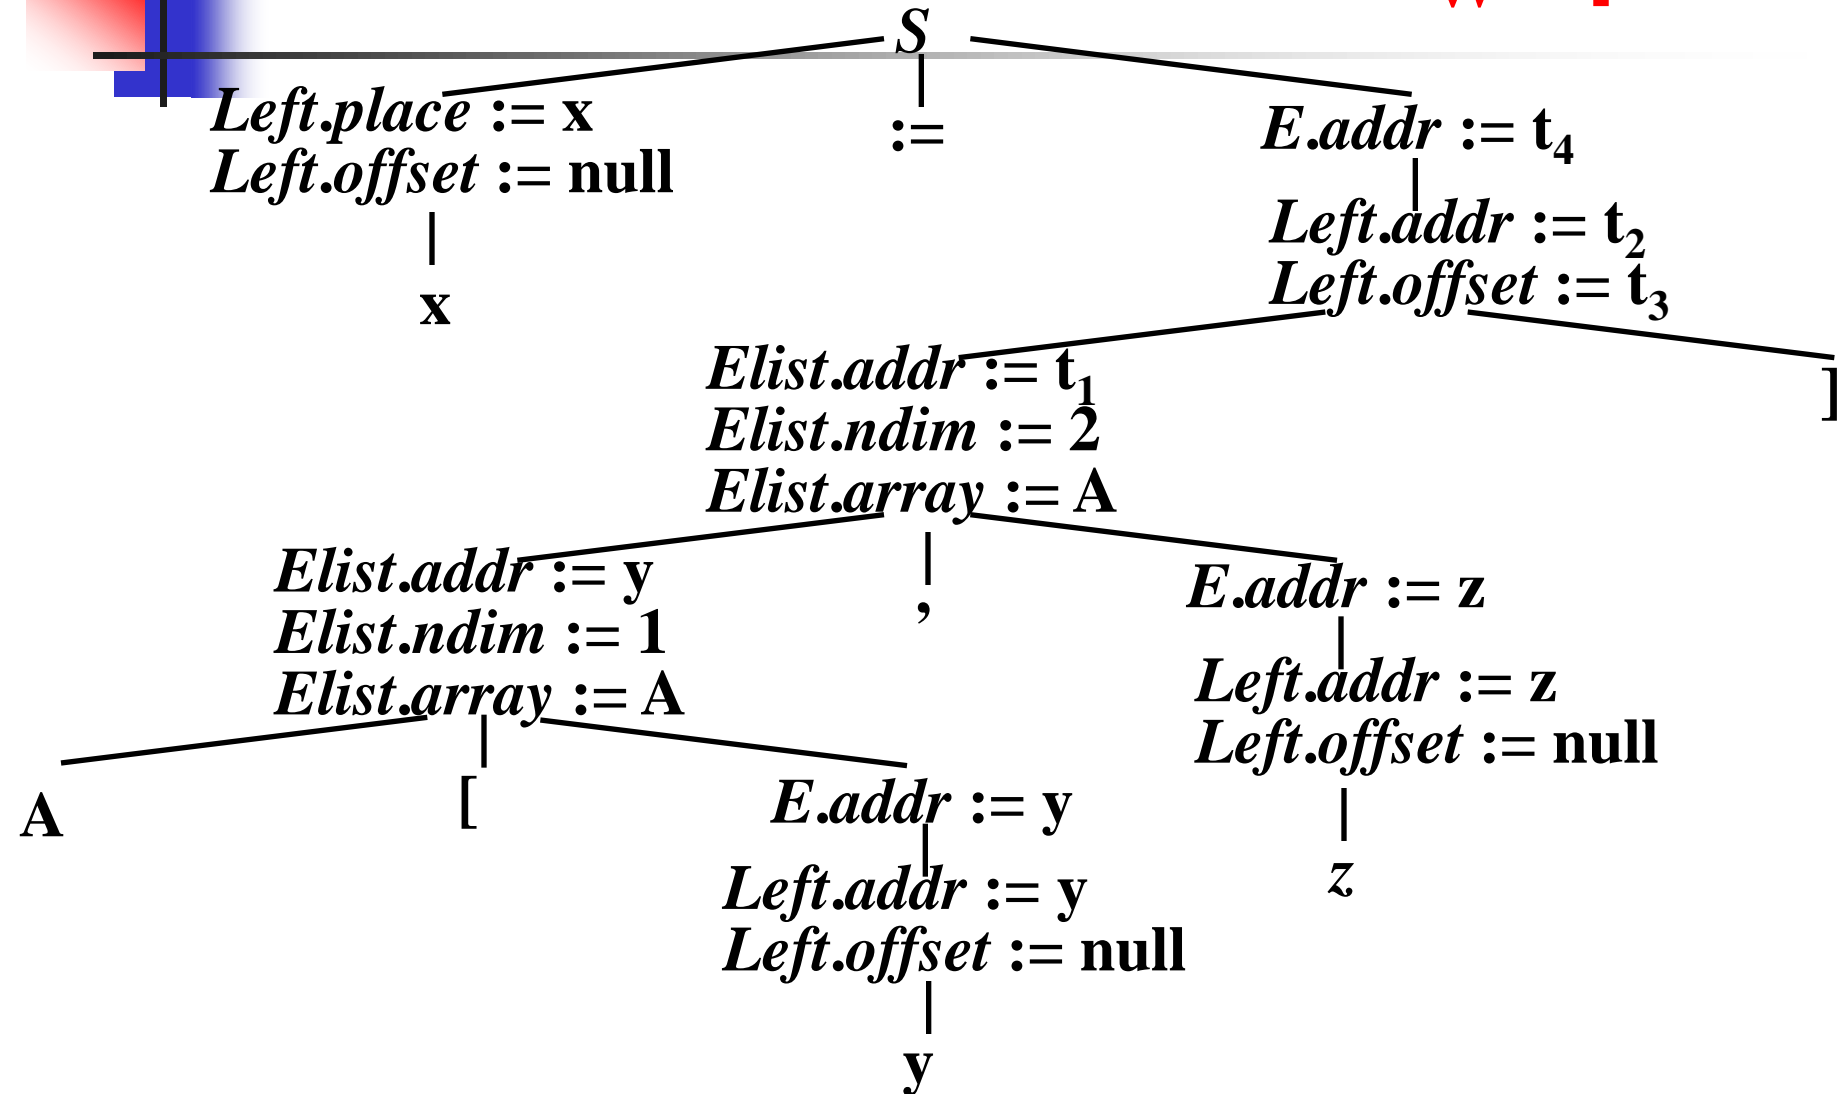 S
Left.place := x
Left.offset := null
:=
E.addr := t₄
x
Left.addr := t₂
Left.offset := t₃
Elist.addr := t₁
Elist.ndim := 2
Elist.array := A
]
Elist.addr := y
Elist.ndim := 1
Elist.array := A
,
E.addr := z
Left.addr := z
Left.offset := null
A
[
E.addr := y
z
Left.addr := y
Left.offset := null
y